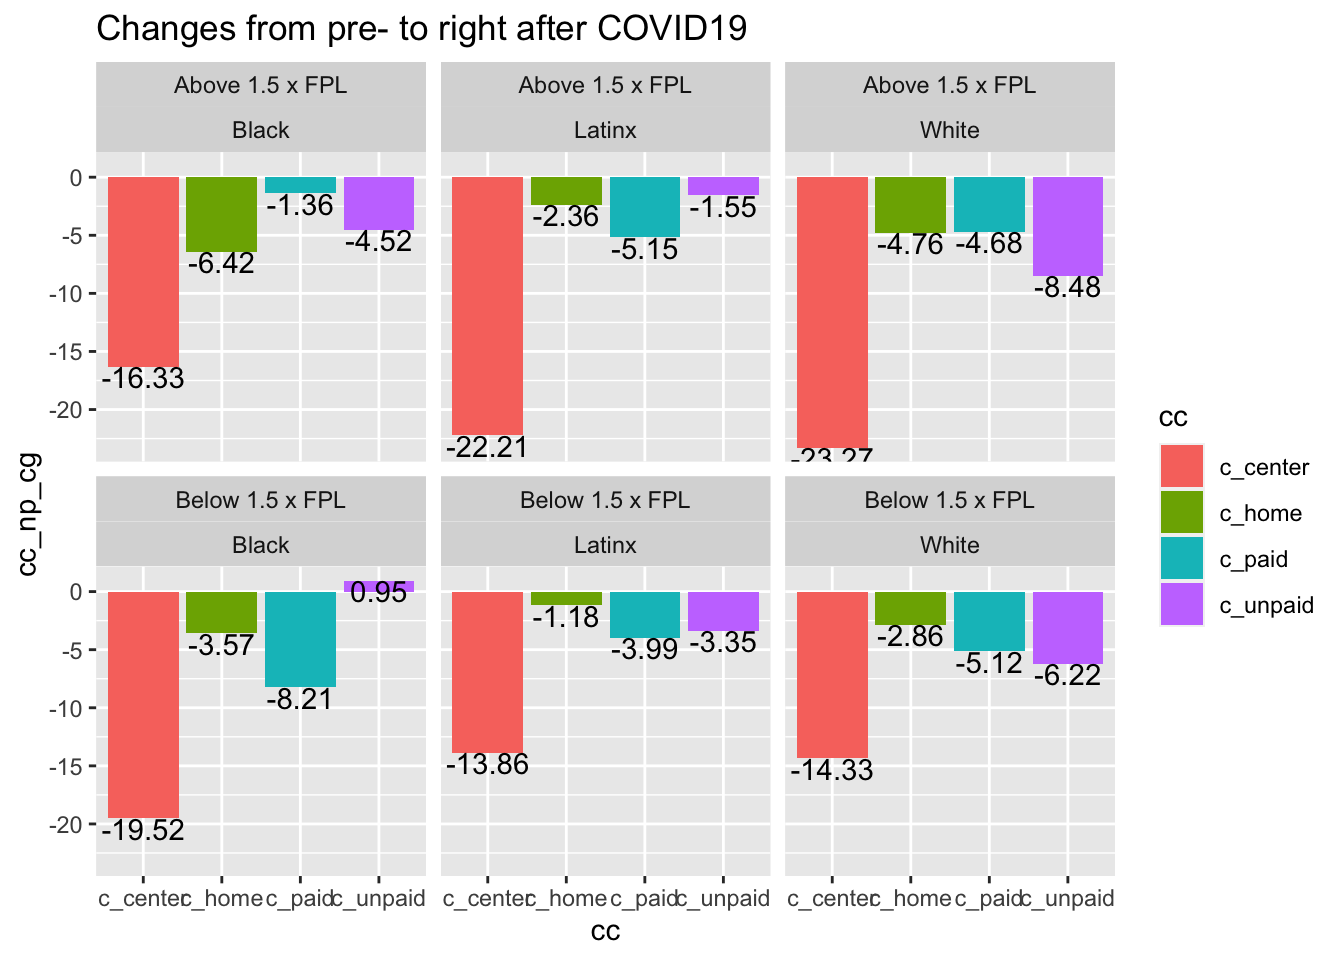 Changes from pre- to right after COVID19
Above 1.5 x FPL
Black
Above 1.5 x FPL
Latinx
Above 1.5 x FPL
White
0
-5
-10
-15
-20
-16.33
-6.42
-1.36
-4.52
-22.21
-2.36
-5.15
-1.55
-23.27
-4.76
-4.68
-8.48
cc_np_cg
Below 1.5 x FPL
Black
Below 1.5 x FPL
Latinx
Below 1.5 x FPL
White
0
-5
-10
-15
-20
-19.52
-3.57
-8.21
0.95
-13.86
-1.18
-3.99
-3.35
-14.33
-2.86
-5.12
-6.22
c_center c_home c_paid c_unpaid
c_center c_home c_paid c_unpaid
c_center c_home c_paid c_unpaid
cc
cc
c_center
c_home
c_paid
c_unpaid